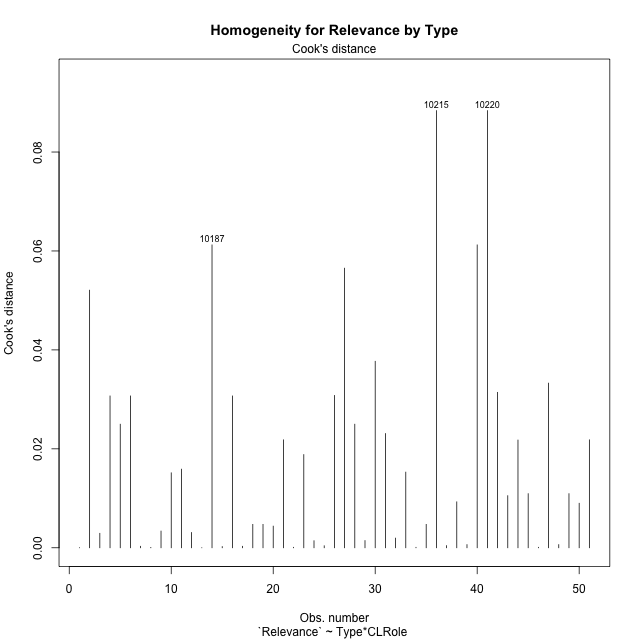 Homogeneity for Relevance by Type
Cook's distance
10215
10220
10187
Cook's distance
0.08
0.06
0.04
0.02
0.00
0 10 20 30 40 50
Obs. number
`Relevance` ~ Type*CLRole